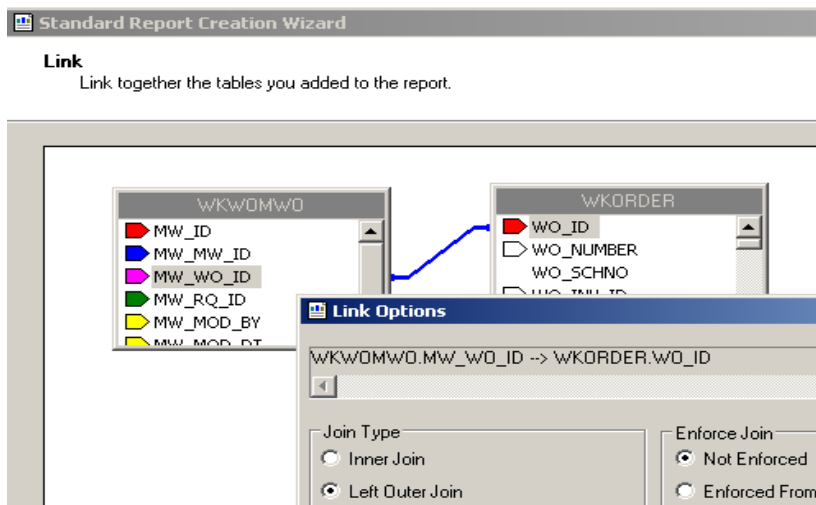 Standard Report Creation Wizard
Link
Link together the tables you added to the report.
WKWOMWO
MW_ID
MW_MW_ID
MW_WO_ID
MW_RQ_ID
MW_MOD_BY
MW_MOD_DT
WKORDER
WO_ID
WO_NUMBER
WO_SCHNO
Link Options
WKWOMWO.MW_WO_ID --> WKORDER.WO_ID
Join Type
Inner Join
Left Outer Join
Enforce Join
Not Enforced
Enforced From